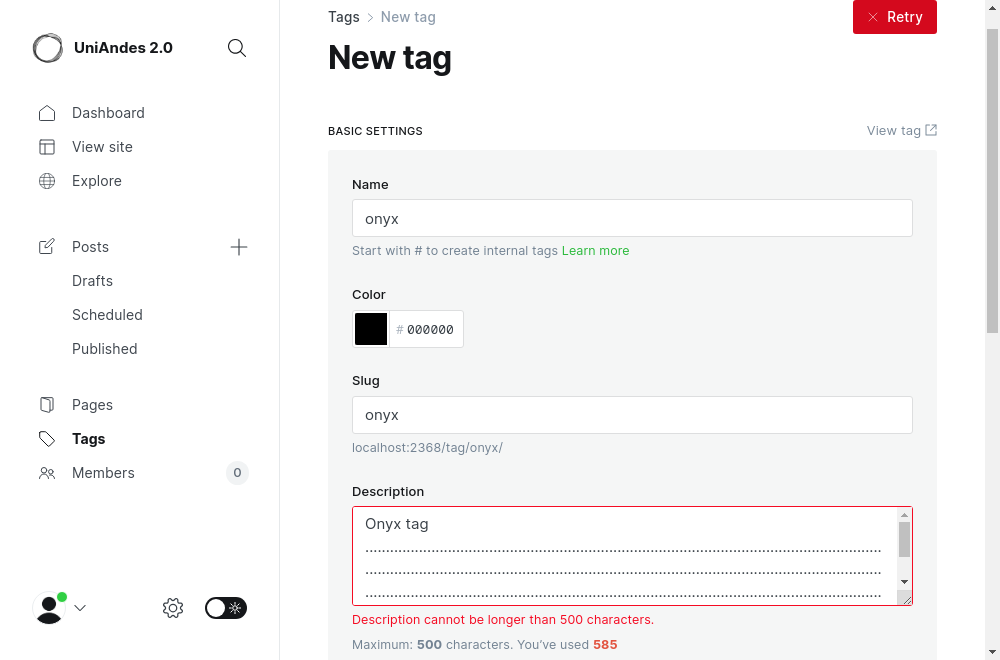 UniAndes 2.0
Dashboard
View site
Explore
Posts
Drafts
Scheduled
Published
Pages
Tags
Members 0
Tags > New tag
Retry
New tag
BASIC SETTINGS
View tag
Name
onyx
Start with # to create internal tags Learn more
Color
# 000000
Slug
onyx
localhost:2368/tag/onyx/
Description
Onyx tag
Description cannot be longer than 500 characters.
Maximum: 500 characters. You've used 585